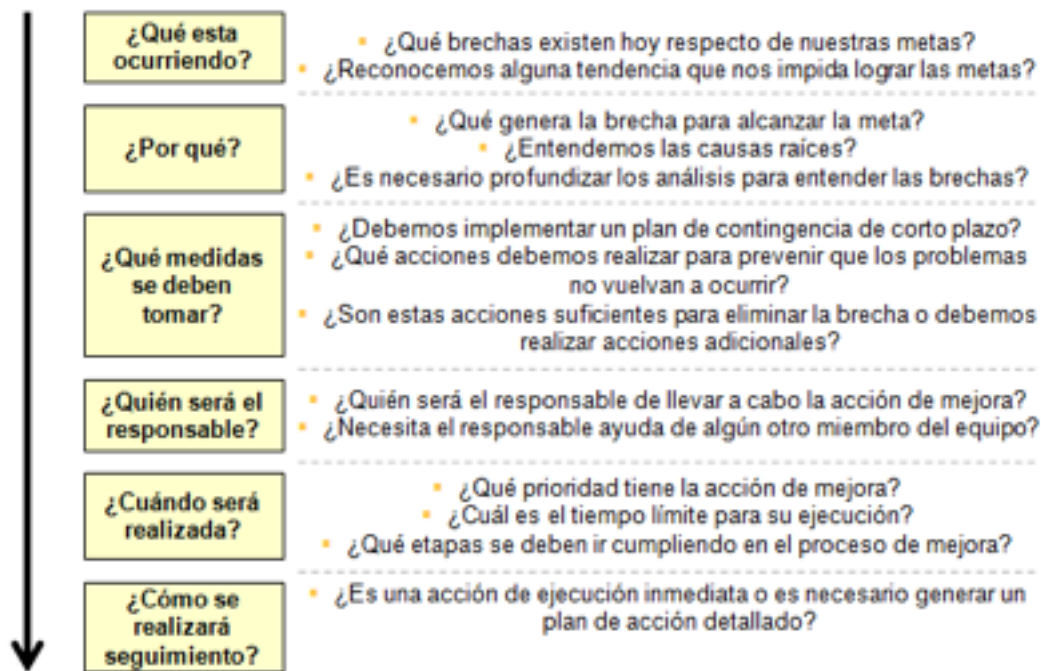 ¿Qué esta
ocurriendo?
▪ ¿Qué brechas existen hoy respecto de nuestras metas?
▪ ¿Reconocemos alguna tendencia que nos impida lograr las metas?
¿Por qué?
▪ ¿Qué genera la brecha para alcanzar la meta?
▪ ¿Entendemos las causas raíces?
▪ ¿Es necesario profundizar los análisis para entender las brechas?
¿Qué medidas
se deben
tomar?
▪ ¿Debemos implementar un plan de contingencia de corto plazo?
▪ ¿Qué acciones debemos realizar para prevenir que los problemas
no vuelvan a ocurrir?
▪ ¿Son estas acciones suficientes para eliminar la brecha o debemos
realizar acciones adicionales?
¿Quién será el
responsable?
▪ ¿Quién será el responsable de llevar a cabo la acción de mejora?
▪ ¿Necesita el responsable ayuda de algún otro miembro del equipo?
¿Cuándo será
realizada?
▪ ¿Qué prioridad tiene la acción de mejora?
▪ ¿Cuál es el tiempo límite para su ejecución?
▪ ¿Qué etapas se deben ir cumpliendo en el proceso de mejora?
¿Cómo se
realizará
seguimiento?
▪ ¿Es una acción de ejecución inmediata o es necesario generar un
plan de acción detallado?